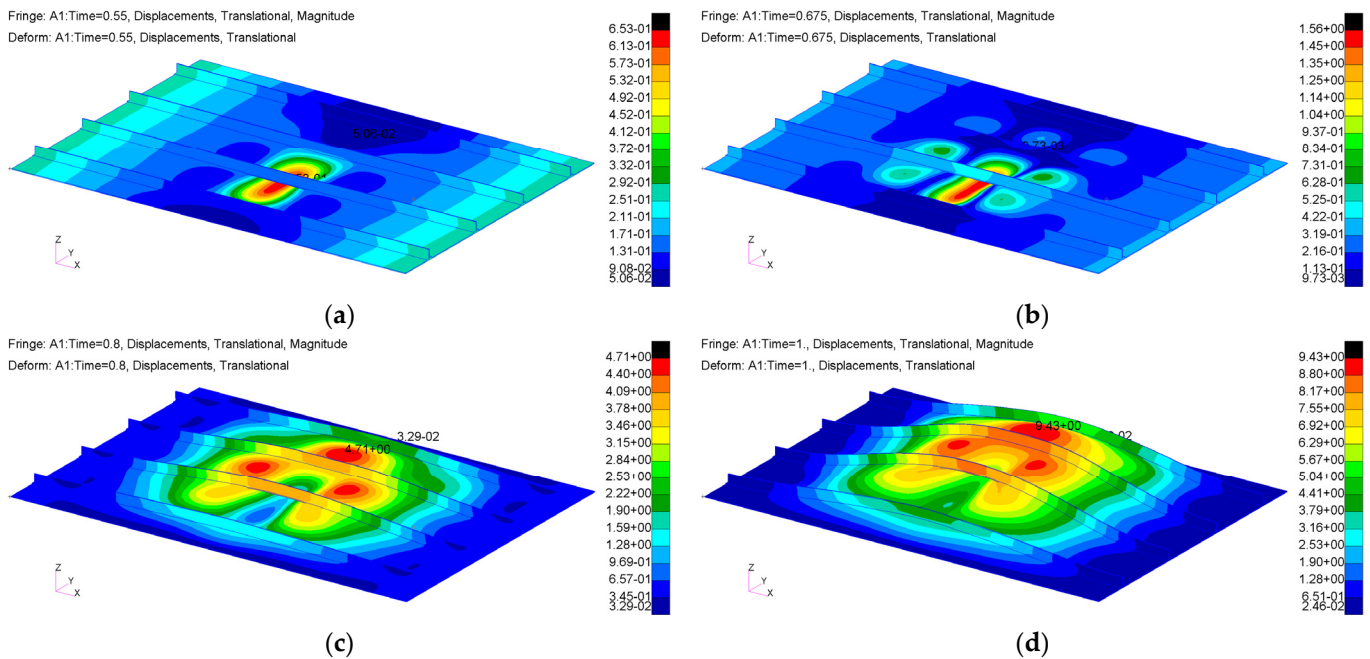 Fringe: A1:Time=0.55, Displacements, Translational, Magnitude
Deform: A1:Time=0.55, Displacements, Translational
6.53-01
6.13-01
5.73-01
5.32-01
4.92-01
4.52-01
4.12-01
3.72-01
3.32-01
2.92-01
2.51-01
2.11-01
1.71-01
1.31-01
9.08-02
5.06-02
5.06-02
Z
Y
X
(a)
Fringe: A1:Time=0.675, Displacements, Translational, Magnitude
Deform: A1:Time=0.675, Displacements, Translational
1.56+00
1.45+00
1.35+00
1.25+00
1.14+00
1.04+00
9.37-01
8.34-01
7.31-01
6.28-01
5.25-01
4.22-01
3.19-01
2.16-01
1.13-01
9.73-03
Z
Y
X
(b)
Fringe: A1:Time=0.8, Displacements, Translational, Magnitude
Deform: A1:Time=0.8, Displacements, Translational
4.71+00
4.40+00
4.09+00
3.78+00
3.46+00
3.15+00
2.84+00
2.53+00
2.22+00
1.90+00
1.59+00
1.28+00
9.69-01
6.57-01
3.45-01
3.29-02
3.29-02
4.71+00
Z
Y
X
(c)
Fringe: A1:Time=1., Displacements, Translational, Magnitude
Deform: A1:Time=1., Displacements, Translational
9.43+00
8.80+00
8.17+00
7.55+00
6.92+00
6.29+00
5.67+00
5.04+00
4.41+00
3.79+00
3.16+00
2.53+00
1.90+00
1.28+00
6.51-01
2.46-02
9.43+00
Z
Y
X
(d)